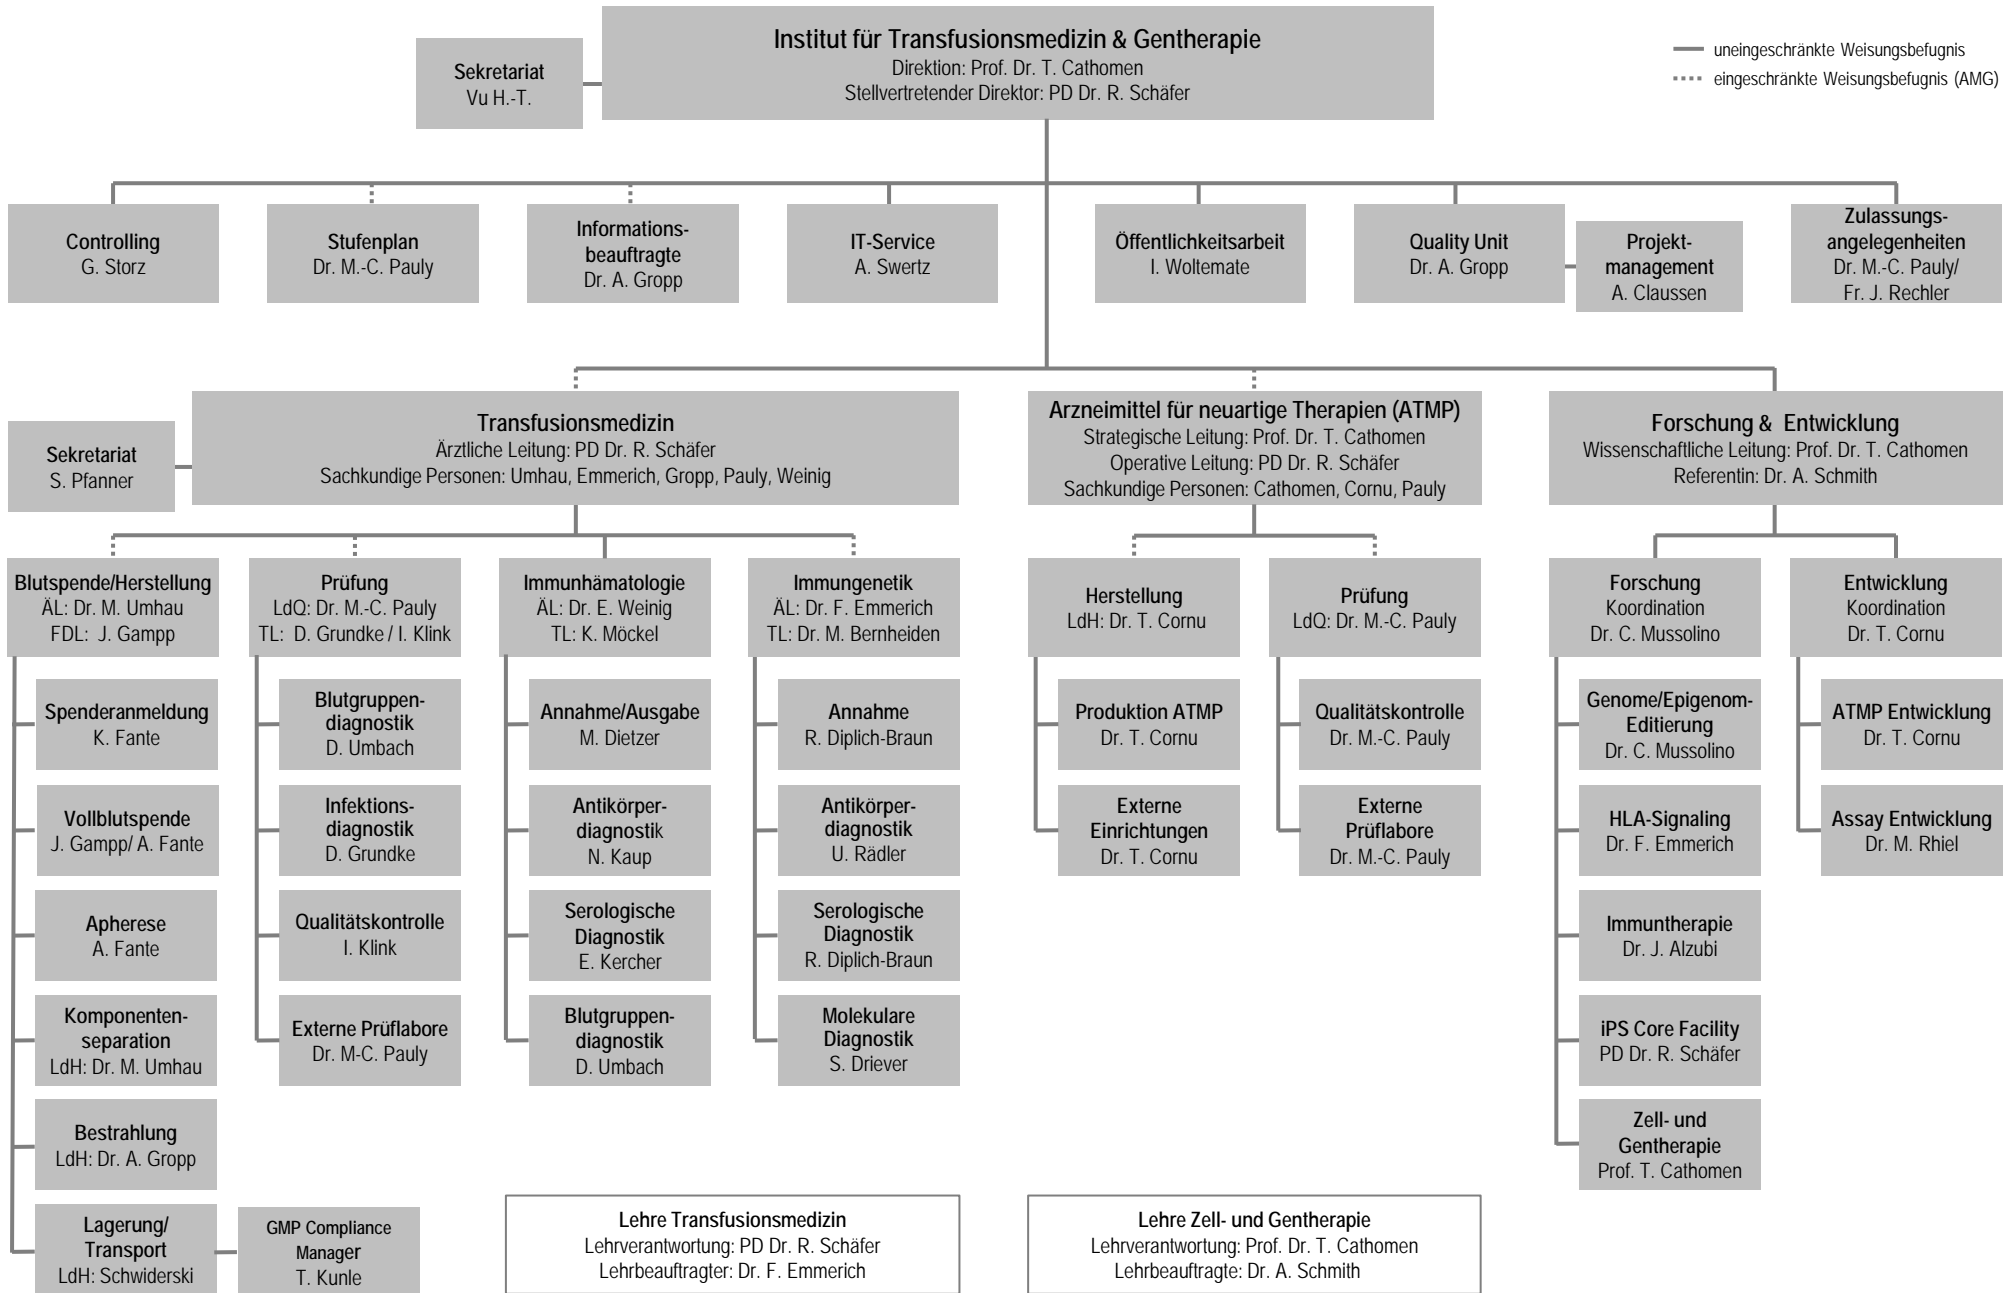 Institut für Transfusionsmedizin & Gentherapie
Direktion: Prof. Dr. T. Cathomen
Stellvertretender Direktor: PD Dr. R. Schäfer
Sekretariat
Vu H.-T.
uneingeschränkte Weisungsbefugnis
eingeschränkte Weisungsbefugnis (AMG)
Controlling
G. Storz
Stufenplan
Dr. M.-C. Pauly
Informations-
beauftragte
Dr. A. Gropp
IT-Service
A. Swertz
Öffentlichkeitsarbeit
I. Woltemate
Quality Unit
Dr. A. Gropp
Projekt-
management
A. Claussen
Zulassungs-
angelegenheiten
Dr. M.-C. Pauly/
Fr. J. Rechler
Sekretariat
S. Pfanner
Transfusionsmedizin
Ärztliche Leitung: PD Dr. R. Schäfer
Sachkundige Personen: Umhau, Emmerich, Gropp, Pauly, Weinig
Arzneimittel für neuartige Therapien (ATMP)
Strategische Leitung: Prof. Dr. T. Cathomen
Operative Leitung: PD Dr. R. Schäfer
Sachkundige Personen: Cathomen, Cornu, Pauly
Forschung & Entwicklung
Wissenschaftliche Leitung: Prof. Dr. T. Cathomen
Referentin: Dr. A. Schmith
Blutspende/Herstellung
ÄL: Dr. M. Umhau
FDL: J. Gampp
Spenderanmeldung
K. Fante
Vollblutspende
J. Gampp/ A. Fante
Apherese
A. Fante
Komponenten-
separation
LdH: Dr. M. Umhau
Bestrahlung
LdH: Dr. A. Gropp
Lagerung/
Transport
LdH: Schwiderski
GMP Compliance
Manager
T. Kunle
Prüfung
LdQ: Dr. M.-C. Pauly
TL: D. Grundke / I. Klink
Blutgruppen-
diagnostik
D. Umbach
Infektions-
diagnostik
D. Grundke
Qualitätskontrolle
I. Klink
Externe Prüflabore
Dr. M-C. Pauly
Immunhämatologie
ÄL: Dr. E. Weinig
TL: K. Möckel
Annahme/Ausgabe
M. Dietzer
Antikörper-
diagnostik
N. Kaup
Serologische
Diagnostik
E. Kercher
Blutgruppen-
diagnostik
D. Umbach
Immungenetik
ÄL: Dr. F. Emmerich
TL: Dr. M. Bernheiden
Annahme
R. Diplich-Braun
Antikörper-
diagnostik
U. Rädler
Serologische
Diagnostik
R. Diplich-Braun
Molekulare
Diagnostik
S. Driever
Herstellung
LdH: Dr. T. Cornu
Produktion ATMP
Dr. T. Cornu
Externe
Einrichtungen
Dr. T. Cornu
Prüfung
LdQ: Dr. M.-C. Pauly
Qualitätskontrolle
Dr. M.-C. Pauly
Externe
Prüflabore
Dr. M.-C. Pauly
Forschung
Koordination
Dr. C. Mussolino
Genome/Epigenom-
Editierung
Dr. C. Mussolino
HLA-Signaling
Dr. F. Emmerich
Immuntherapie
Dr. J. Alzubi
iPS Core Facility
PD Dr. R. Schäfer
Zell- und
Gentherapie
Prof. T. Cathomen
Entwicklung
Koordination
Dr. T. Cornu
ATMP Entwicklung
Dr. T. Cornu
Assay Entwicklung
Dr. M. Rhiel
Lehre Transfusionsmedizin
Lehrverantwortung: PD Dr. R. Schäfer
Lehrbeauftragter: Dr. F. Emmerich
Lehre Zell- und Gentherapie
Lehrverantwortung: Prof. Dr. T. Cathomen
Lehrbeauftragte: Dr. A. Schmith